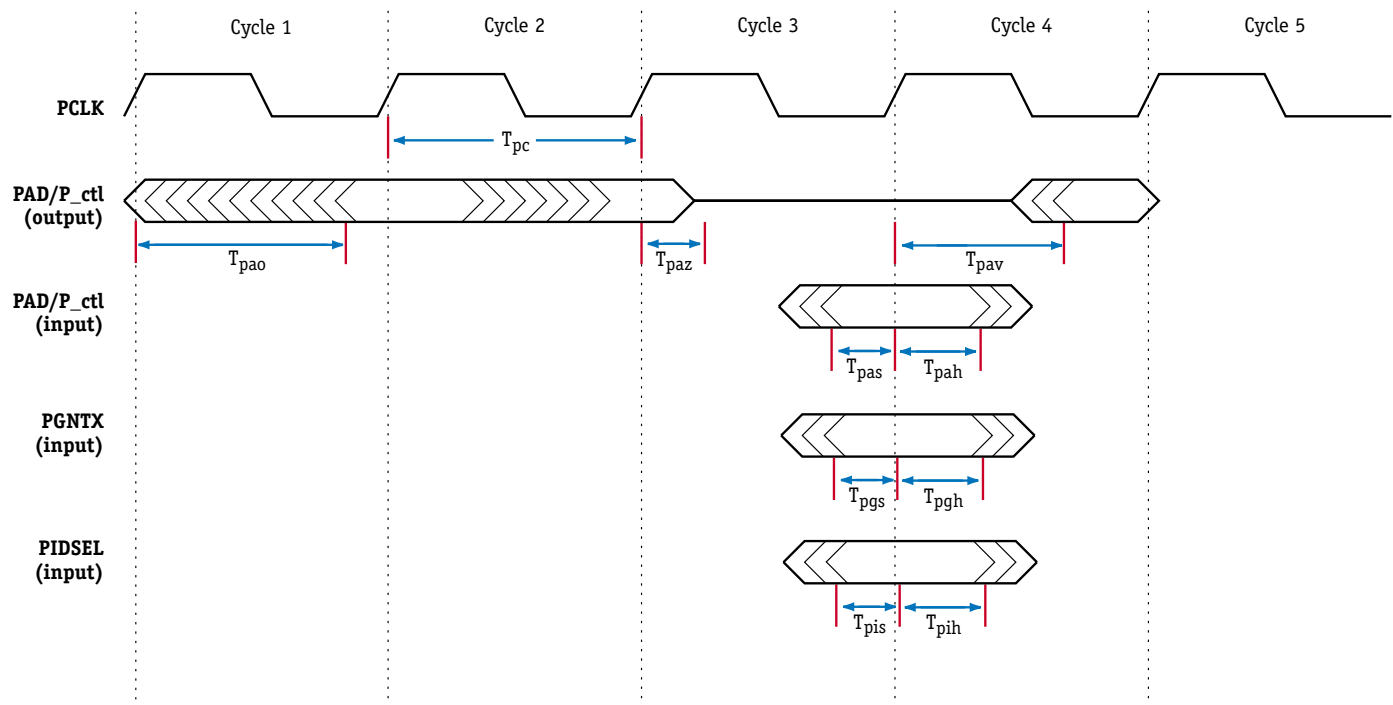 Cycle 1 Cycle 2 Cycle 3 Cycle 4 Cycle 5
PCLK
Tpc
PAD/P_ctl
(output)
Tpao Tpaz Tpav
PAD/P_ctl
(input)
Tpas Tpah
PGNTX
(input)
Tpgs Tpgh
PIDSEL
(input)
Tpis Tpih